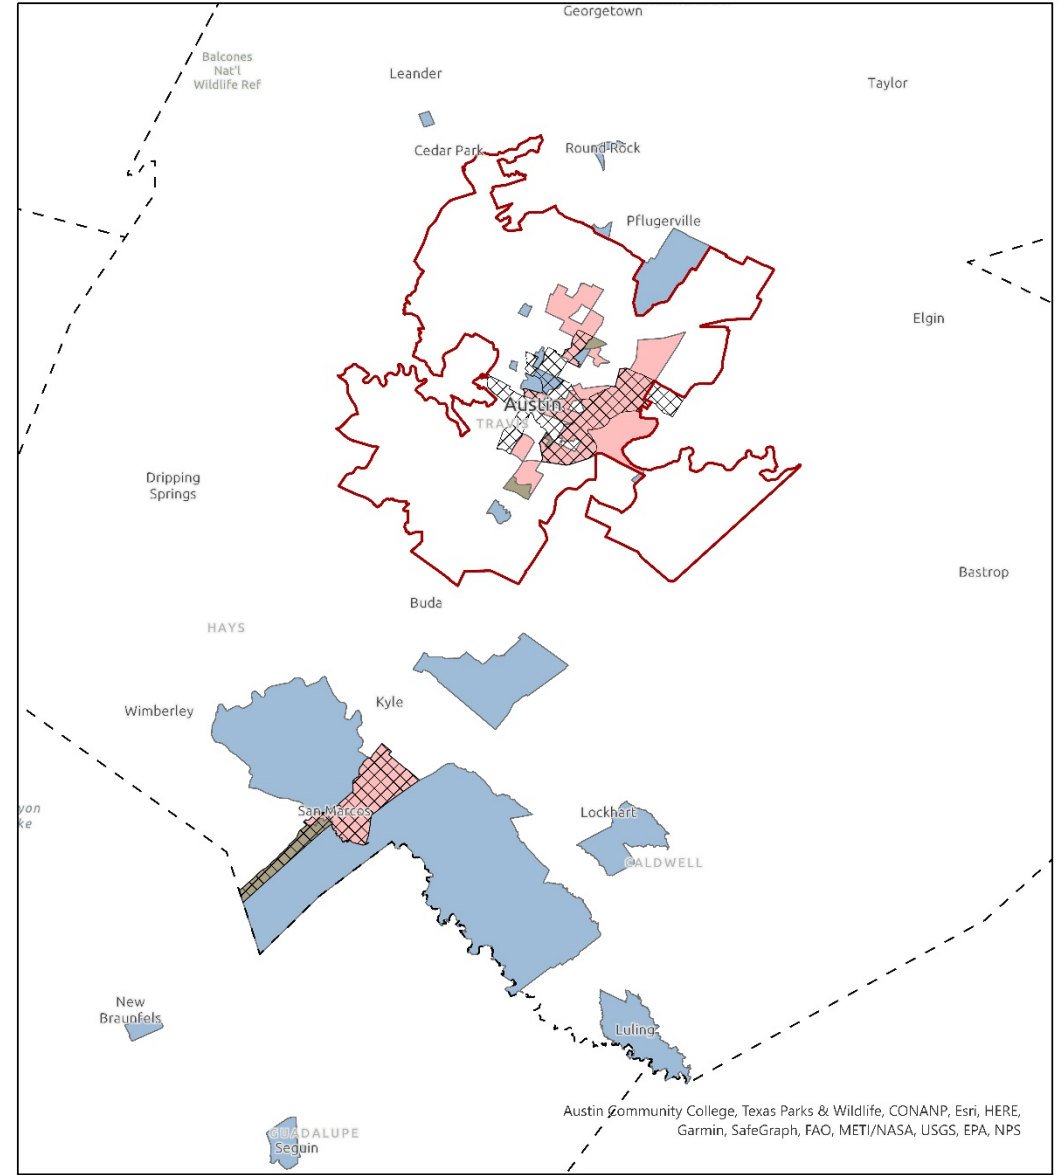 Georgetown
Balcones
Nat'l
Wildlife Ref
Leander
Taylor
Cedar Park
Round Rock
Pflugerville
Elgin
Austin
TRAVIS
Dripping
Springs
Bastrop
Buda
HAYS
Wimberley
Kyle
yon
ke
San Marcos
Lockhart
CALDWELL
New
Braunfels
Luling
GUADALUPE
Seguin
Austin Community College, Texas Parks & Wildlife, CONANP, Esri, HERE,
Garmin, SafeGraph, FAO, METI/NASA, USGS, EPA, NPS